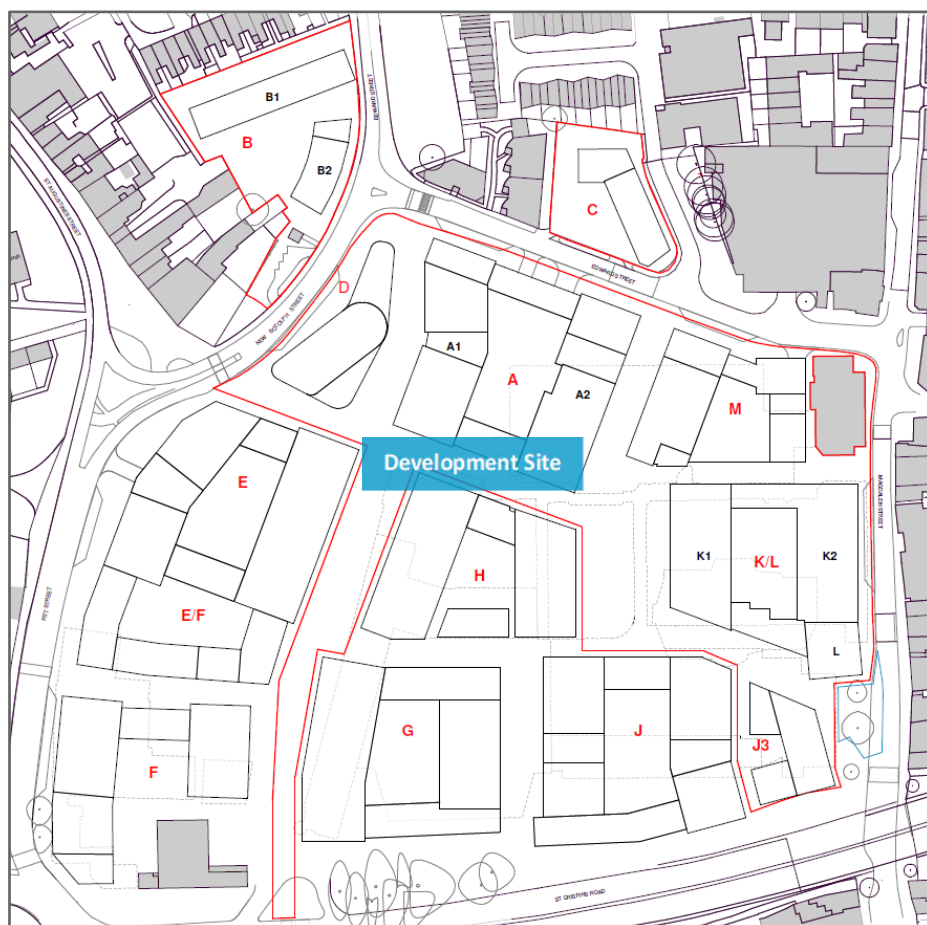 B1
EDWARD STREET
B
B2
ST AUGUSTINES STREET
C
EDWARD STREET
D
NEW BOTOLPH STREET
A1
A
A2
M
Development Site
E
MAGDALEN STREET
K1
K/L
K2
H
PITT STREET
E/F
L
G
J
J3
F
ST CRISPINS ROAD